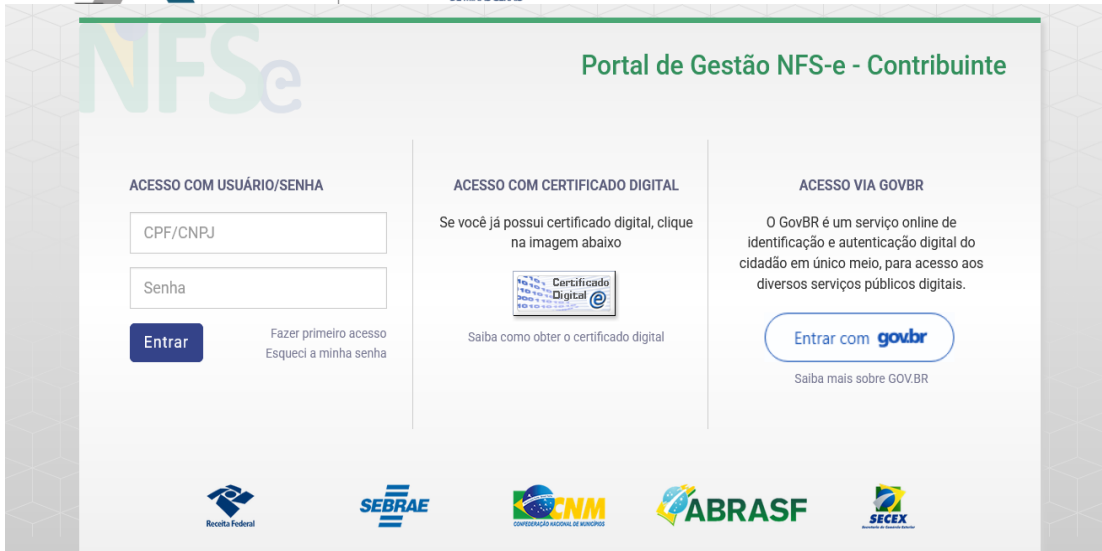 NFSe
Portal de Gestão NFS-e - Contribuinte
ACESSO COM USUÁRIO/SENHA
CPF/CNPJ
Senha
Entrar
Fazer primeiro acesso
Esqueci a minha senha
ACESSO COM CERTIFICADO DIGITAL
Se você já possui certificado digital, clique
na imagem abaixo
Certificado
Digital
Saiba como obter o certificado digital
ACESSO VIA GOVBR
O GovBR é um serviço online de
identificação e autenticação digital do
cidadão em único meio, para acesso aos
diversos serviços públicos digitais.
Entrar com gov.br
Saiba mais sobre GOV.BR
Receita Federal
SEBRAE
CNM
CONFEDERAÇÃO NACIONAL DE MUNICÍPIOS
ABRASF
SECEX
Secretaria de Comércio Exterior